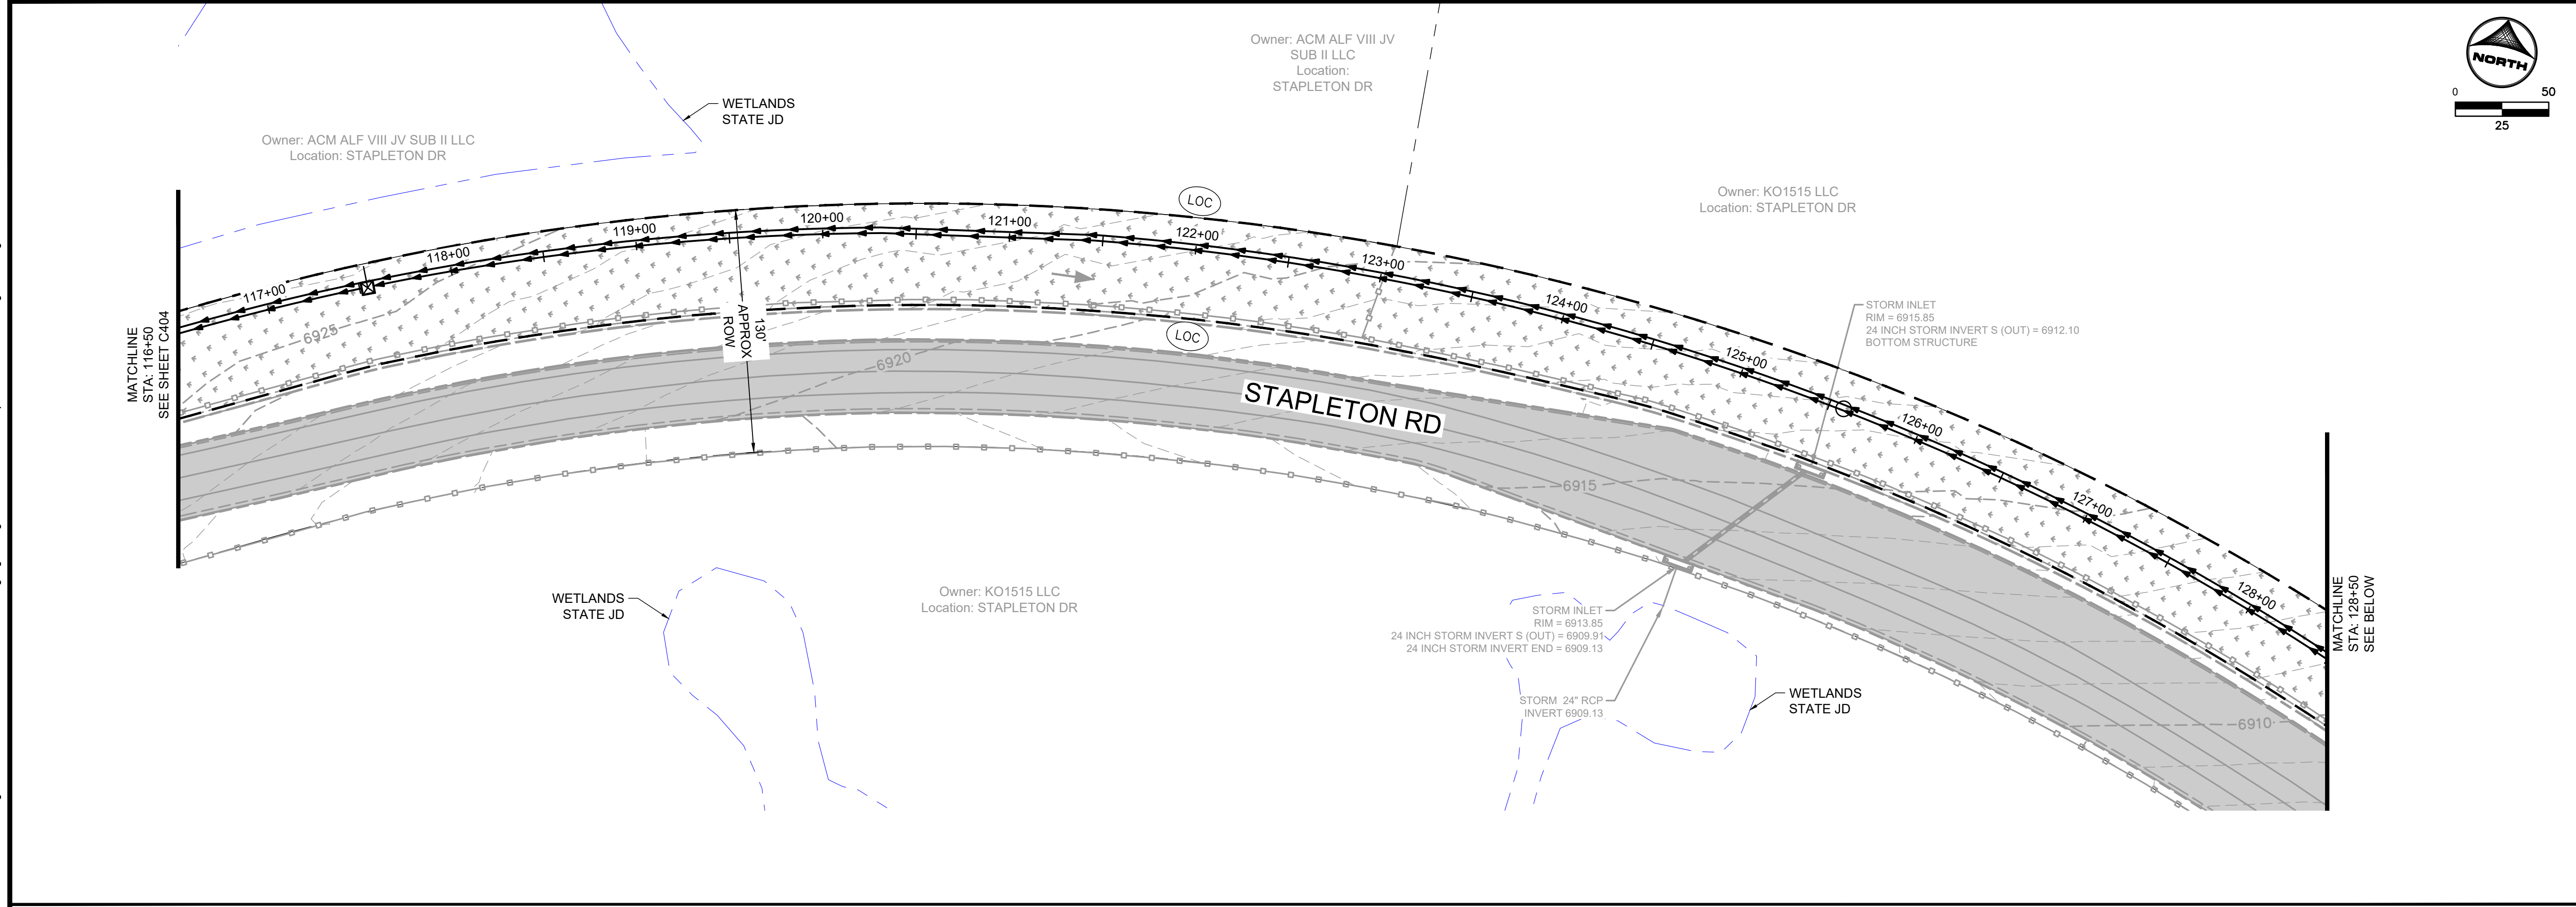 Owner: ACM ALF VIII JV
SUB II LLC
Location:
STAPLETON DR
NORTH
0
50
25
WETLANDS
STATE JD
Owner: ACM ALF VIII JV SUB II LLC
Location: STAPLETON DR
Owner: KO1515 LLC
Location: STAPLETON DR
LOC
117+00
118+00
119+00
120+00
121+00
122+00
123+00
124+00
125+00
126+00
127+00
128+00
MATCHLINE
STA: 116+50
SEE SHEET C404
6925
130'
APPROX
ROW
LOC
6920
STAPLETON RD
STORM INLET
RIM = 6915.85
24 INCH STORM INVERT S (OUT) = 6912.10
BOTTOM STRUCTURE
6915
WETLANDS
STATE JD
Owner: KO1515 LLC
Location: STAPLETON DR
STORM INLET
RIM = 6913.85
24 INCH STORM INVERT S (OUT) = 6909.91
24 INCH STORM INVERT END = 6909.13
STORM 24" RCP
INVERT 6909.13
WETLANDS
STATE JD
6910
MATCHLINE
STA: 128+50
SEE BELOW